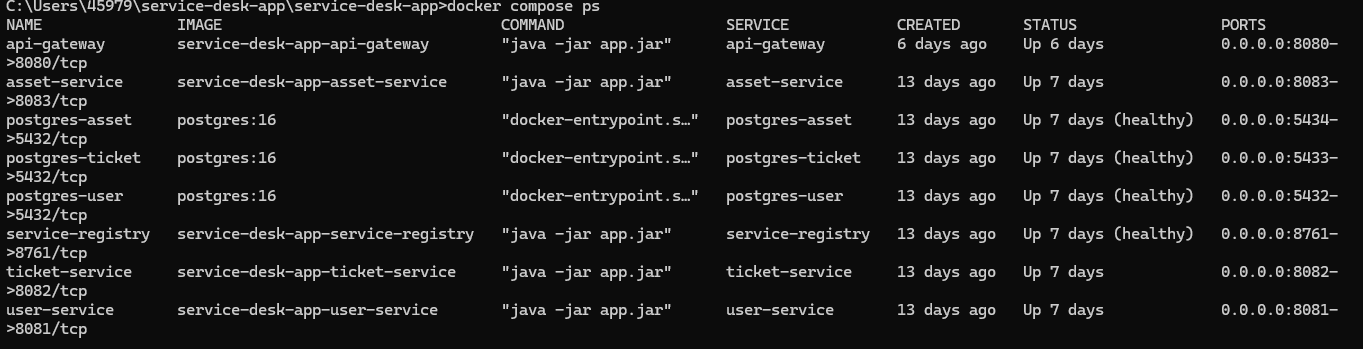 C:\Users\45979\service-desk-app\service-desk-app>docker compose ps
NAME IMAGE COMMAND SERVICE CREATED STATUS PORTS
api-gateway service-desk-app-api-gateway "java -jar app.jar" api-gateway 6 days ago Up 6 days 0.0.0.0:8080-
>8080/tcp
asset-service service-desk-app-asset-service "java -jar app.jar" asset-service 13 days ago Up 7 days 0.0.0.0:8083-
>8083/tcp
postgres-asset postgres:16 "docker-entrypoint.s…" postgres-asset 13 days ago Up 7 days (healthy) 0.0.0.0:5434-
>5432/tcp
postgres-ticket postgres:16 "docker-entrypoint.s…" postgres-ticket 13 days ago Up 7 days (healthy) 0.0.0.0:5433-
>5432/tcp
postgres-user postgres:16 "docker-entrypoint.s…" postgres-user 13 days ago Up 7 days (healthy) 0.0.0.0:5432-
>5432/tcp
service-registry service-desk-app-service-registry "java -jar app.jar" service-registry 13 days ago Up 7 days (healthy) 0.0.0.0:8761-
>8761/tcp
ticket-service service-desk-app-ticket-service "java -jar app.jar" ticket-service 13 days ago Up 7 days 0.0.0.0:8082-
>8082/tcp
user-service service-desk-app-user-service "java -jar app.jar" user-service 13 days ago Up 7 days 0.0.0.0:8081-
>8081/tcp